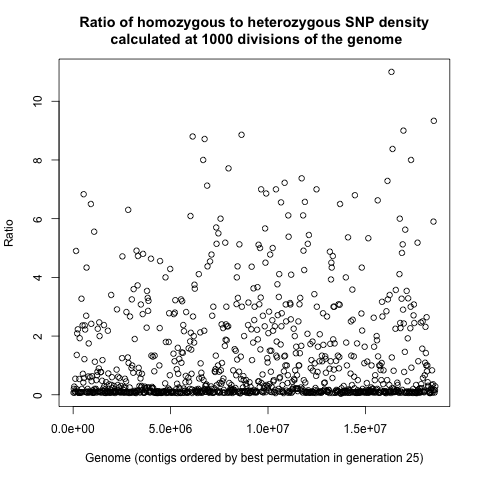 Ratio of homozygous to heterozygous SNP density
calculated at 1000 divisions of the genome
Ratio
10
8
6
4
2
0
0.0e+00 5.0e+06 1.0e+07 1.5e+07
Genome (contigs ordered by best permutation in generation 25)